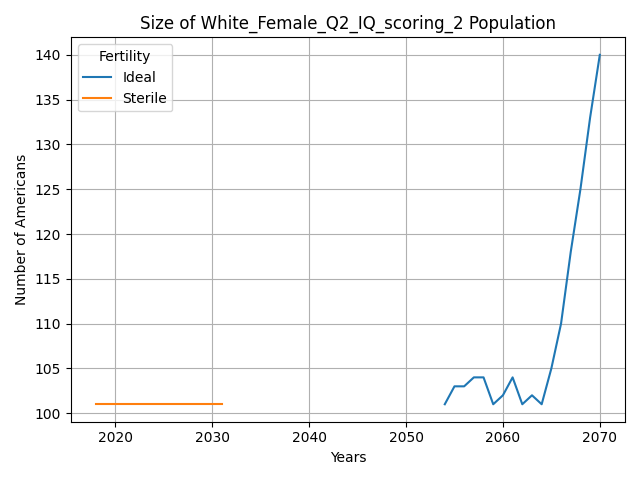 Size of White_Female_Q2_IQ_scoring_2 Population
Fertility
Ideal
Sterile
140
135
130
125
120
115
110
105
100
Number of Americans
2020 2030 2040 2050 2060 2070
Years